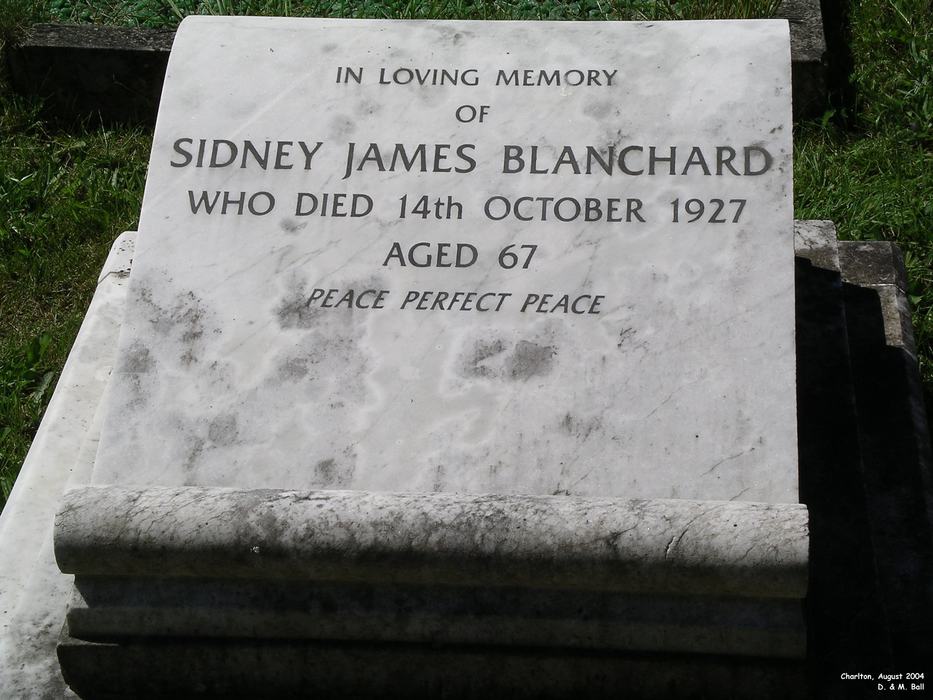 IN LOVING MEMORY
OF
SIDNEY JAMES BLANCHARD
WHO DIED 14th OCTOBER 1927
AGED 67
PEACE PERFECT PEACE
Charlton, August 2004
D. & M. Ball